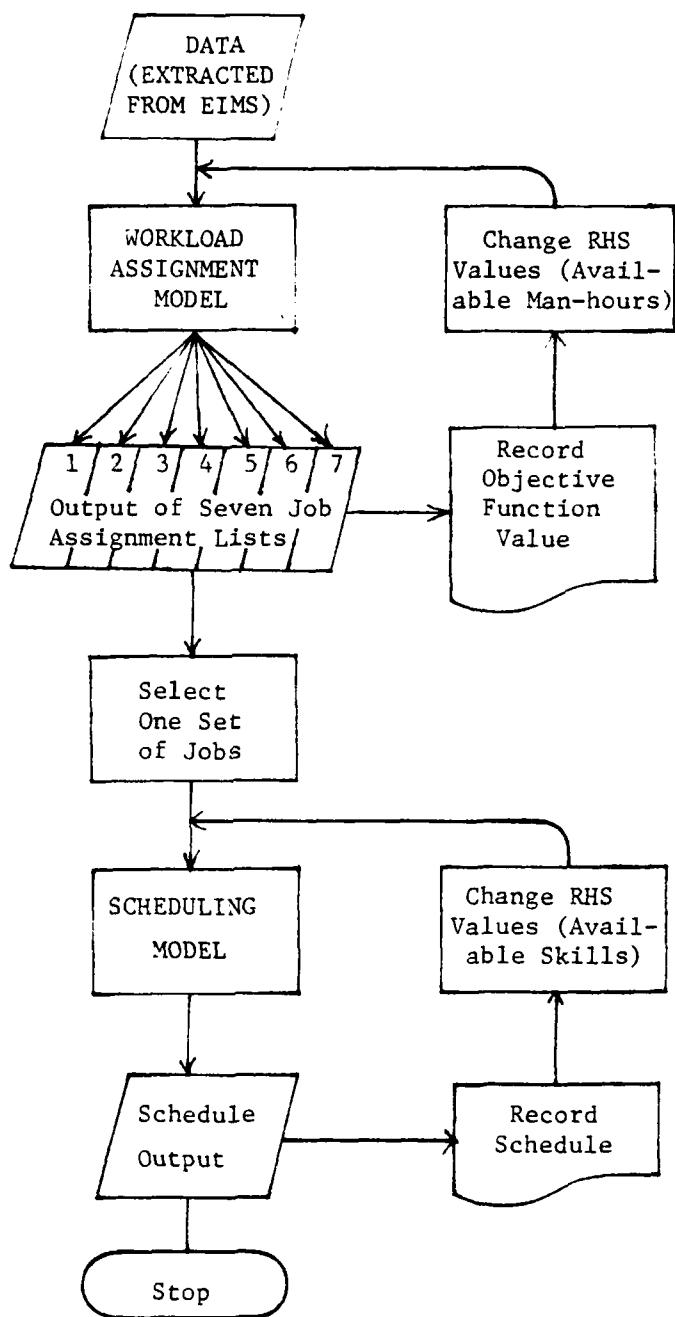 DATA
(EXTRACTED
FROM EIMS)
WORKLOAD
ASSIGNMENT
MODEL
Change RHS
Values (Avail-
able Man-hours)
1 2 3 4 5 6 7
Output of Seven Job
Assignment Lists
Record
Objective
Function
Value
Select
One Set
of Jobs
SCHEDULING
MODEL
Change RHS
Values (Avail-
able Skills)
Schedule
Output
Record
Schedule
Stop